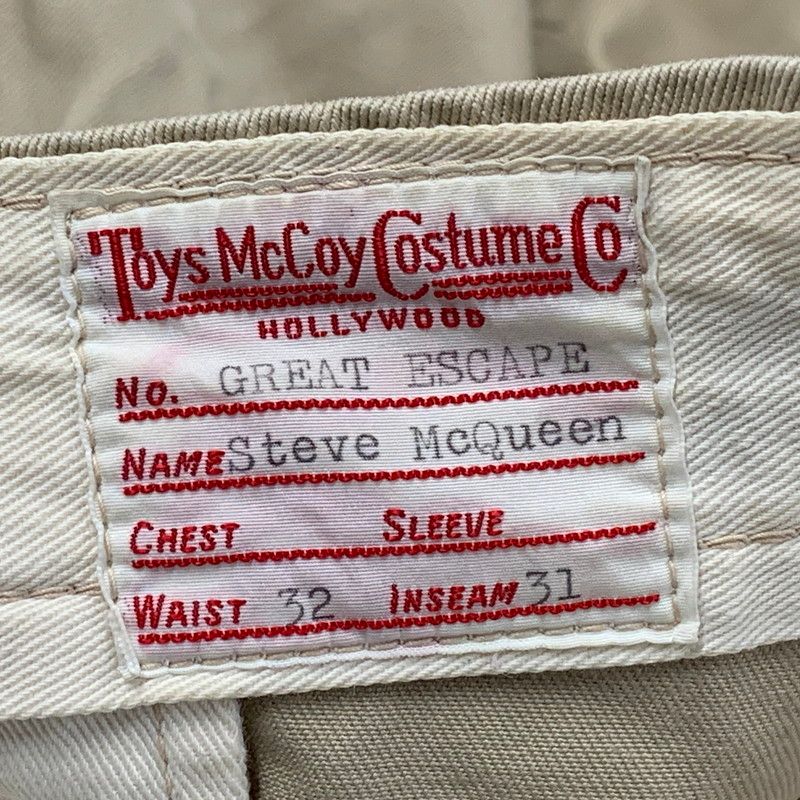 Toys McCoy Costume Co
HOLLYWOOD
No. GREAT ESCAPE
NAME Steve McQueen
CHEST SLEEVE
WAIST 32 INSEAM 31